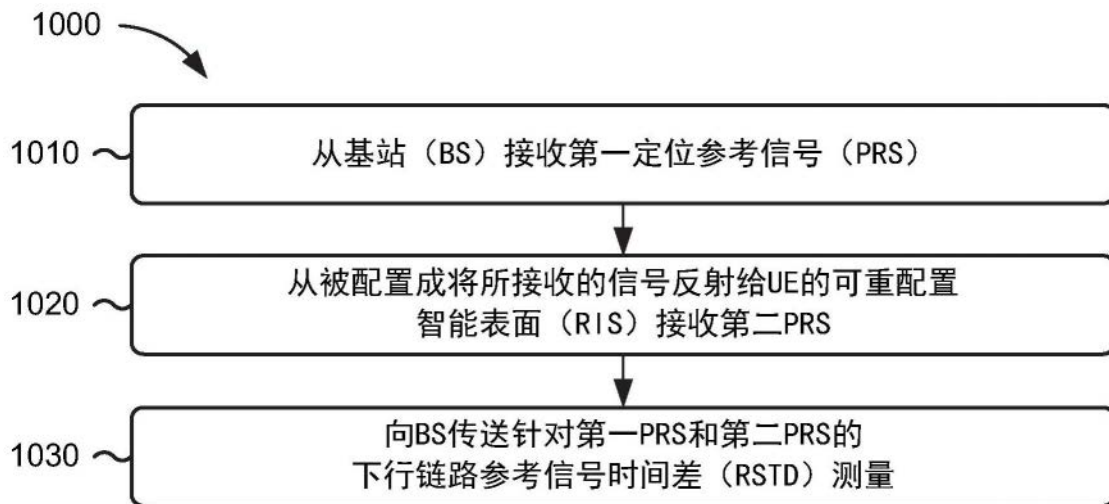 1000
1010
从基站（BS）接收第一定位参考信号（PRS）
1020
从被配置成将所接收的信号反射给UE的可重配置
智能表面（RIS）接收第二PRS
1030
向BS传送针对第一PRS和第二PRS的
下行链路参考信号时间差（RSTD）测量